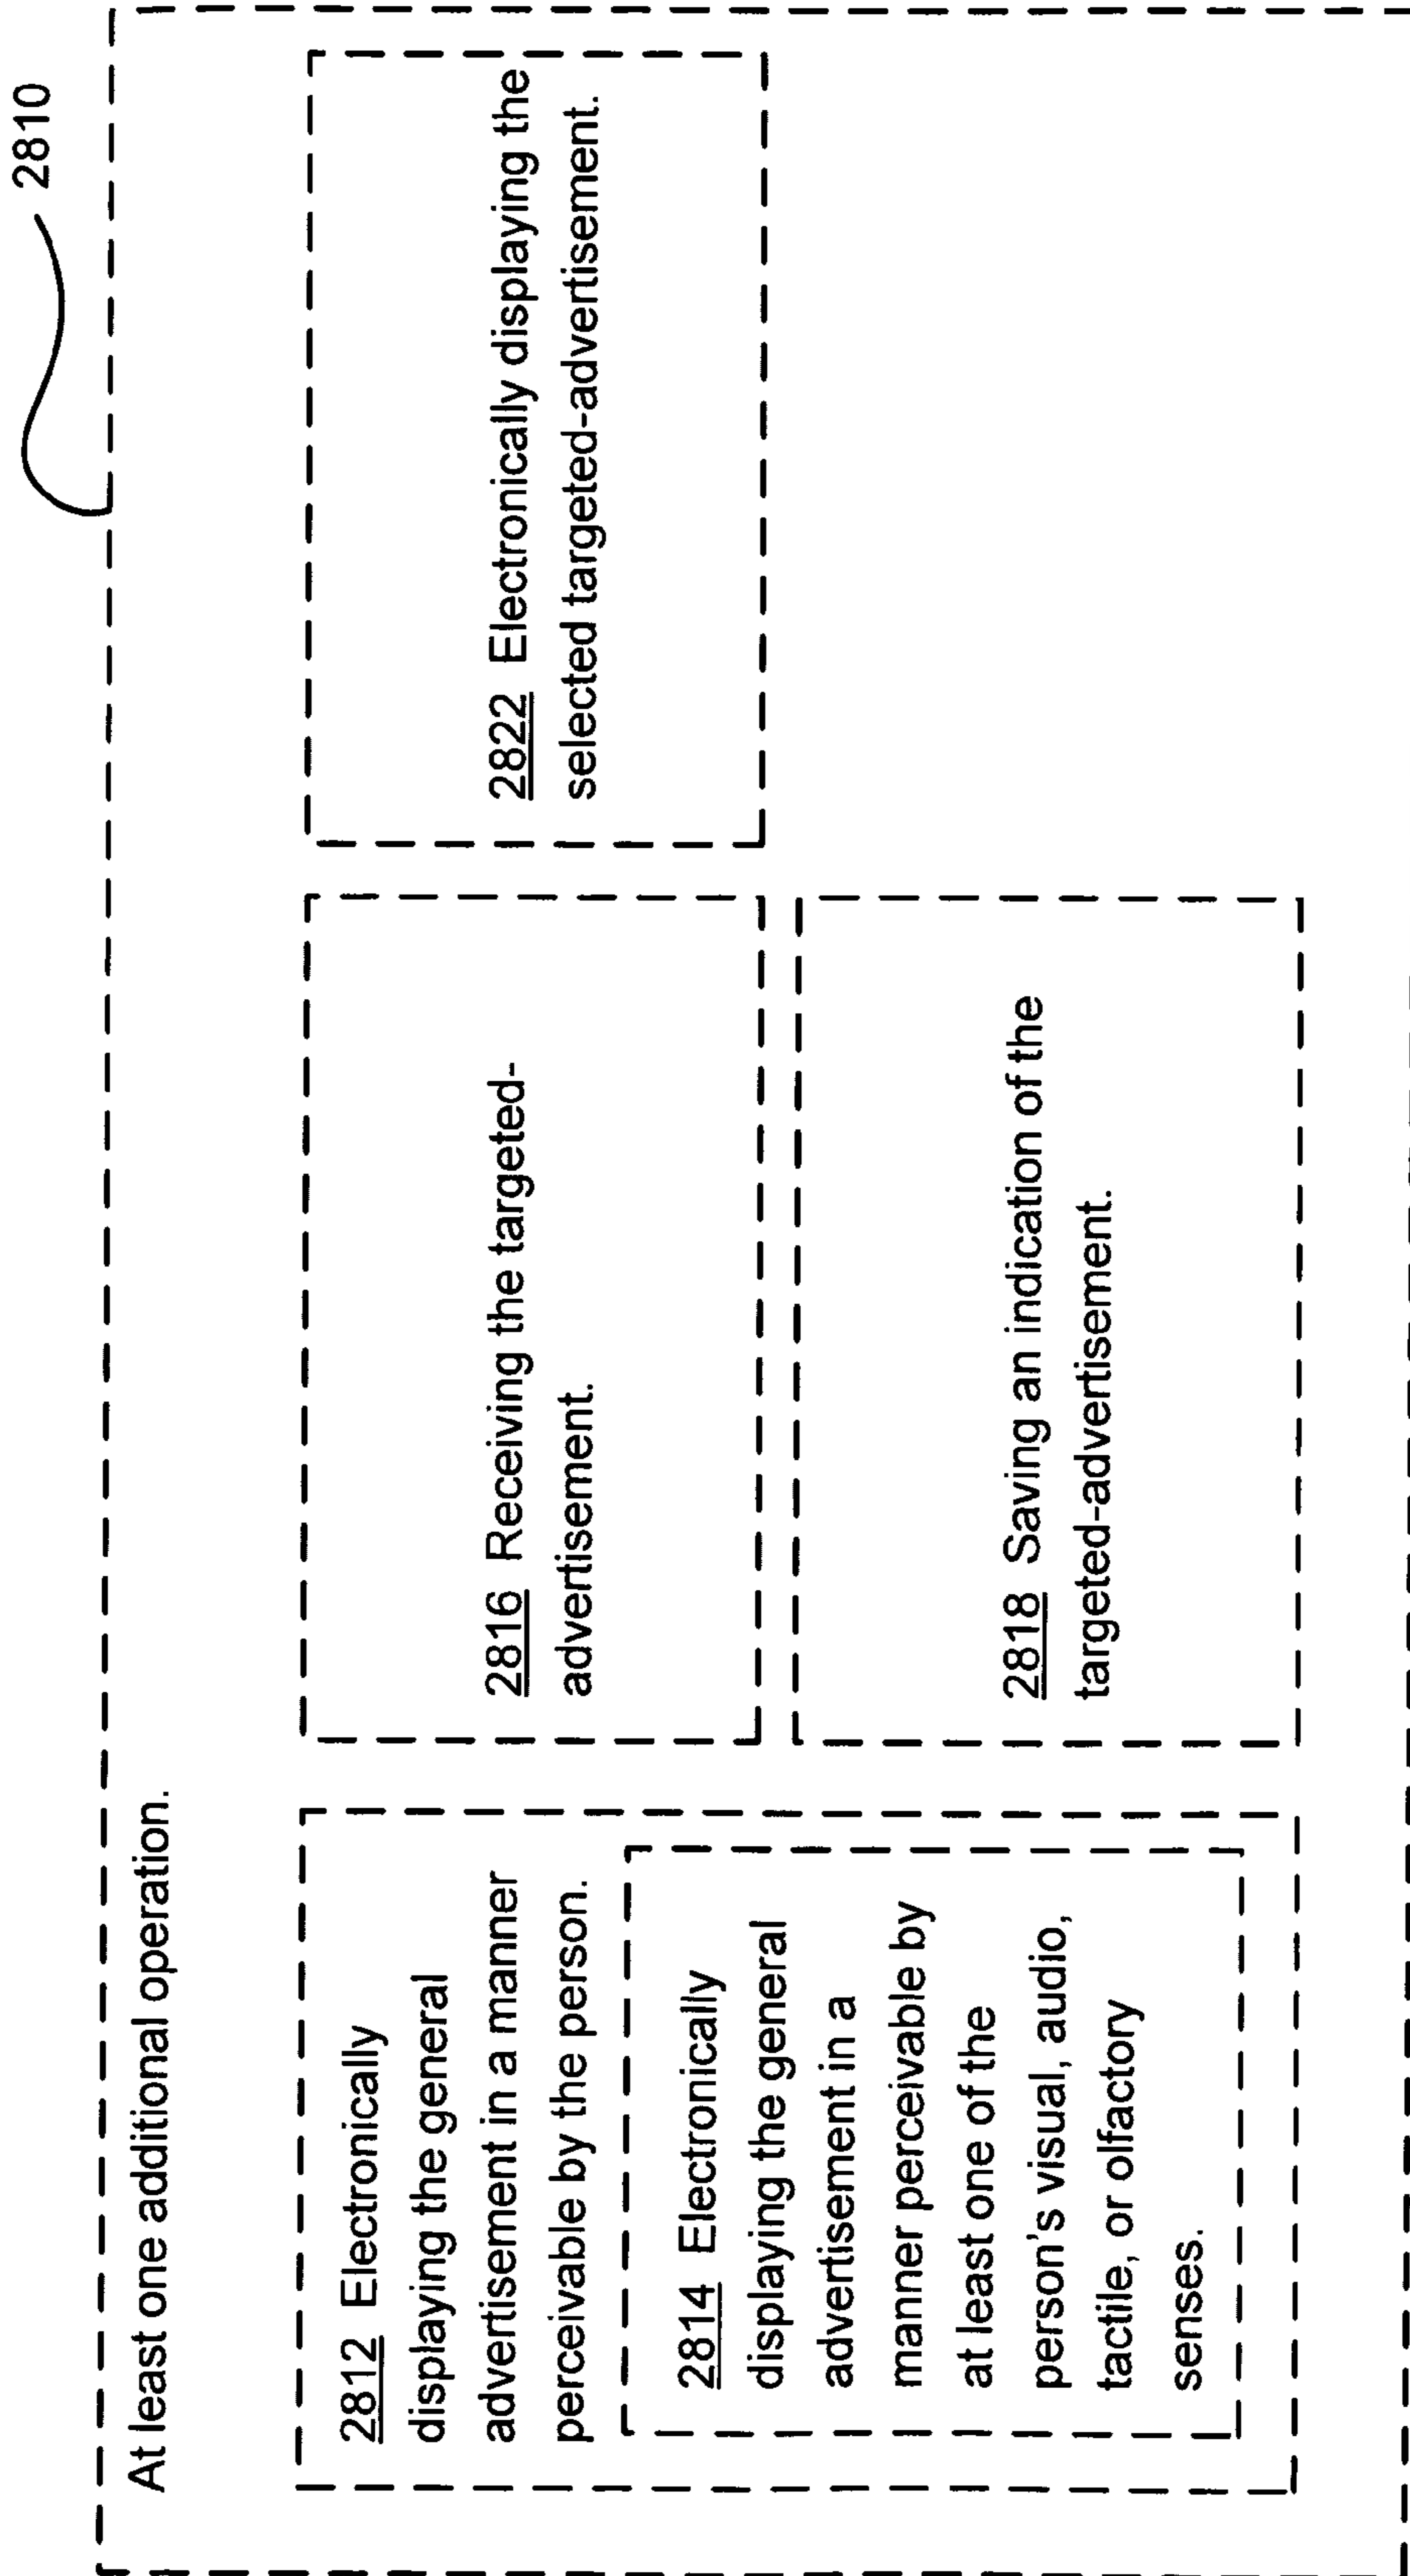 2810
At least one additional operation.
2812 Electronically
displaying the general
advertisement in a manner
perceivable by the person.
2814 Electronically
displaying the general
advertisement in a
manner perceivable by
at least one of the
person's visual, audio,
tactile, or olfactory
senses.
2816 Receiving the targeted-
advertisement.
2818 Saving an indication of the
targeted-advertisement.
2822 Electronically displaying the
selected targeted-advertisement.